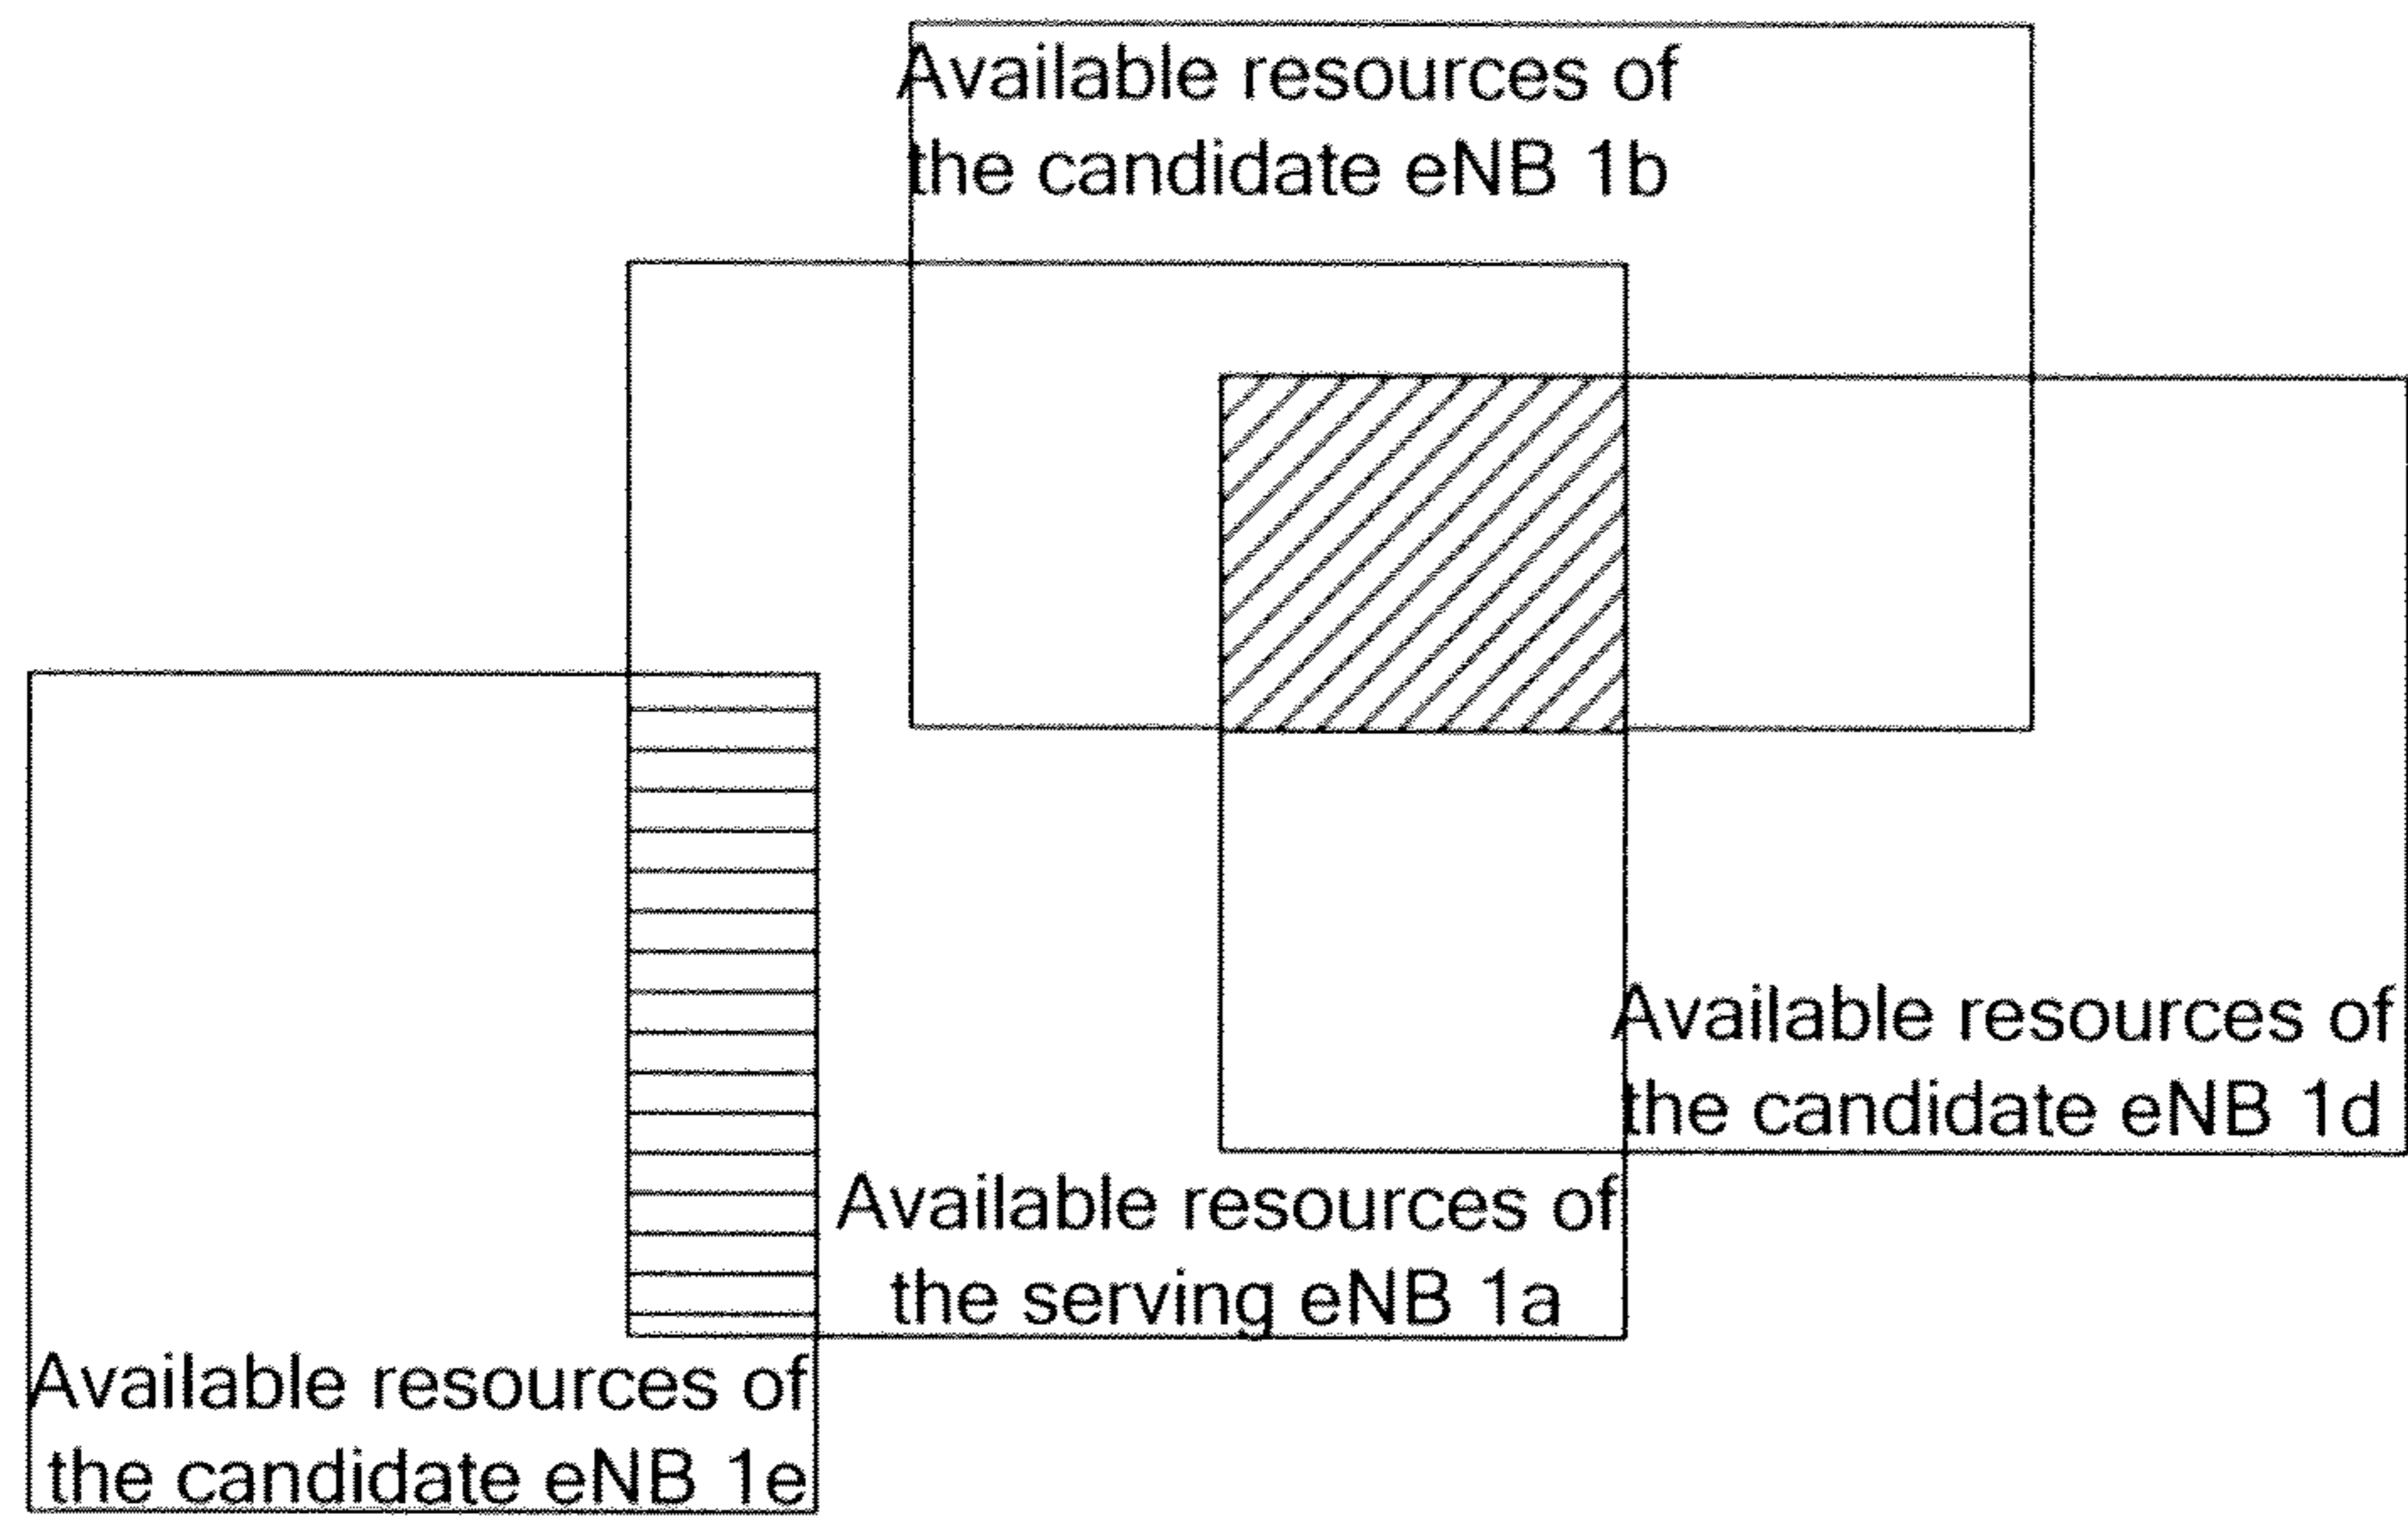 Available resources of
the candidate eNB 1b
Available resources of
the candidate eNB 1d
Available resources of
the serving eNB 1a
Available resources of
the candidate eNB 1e